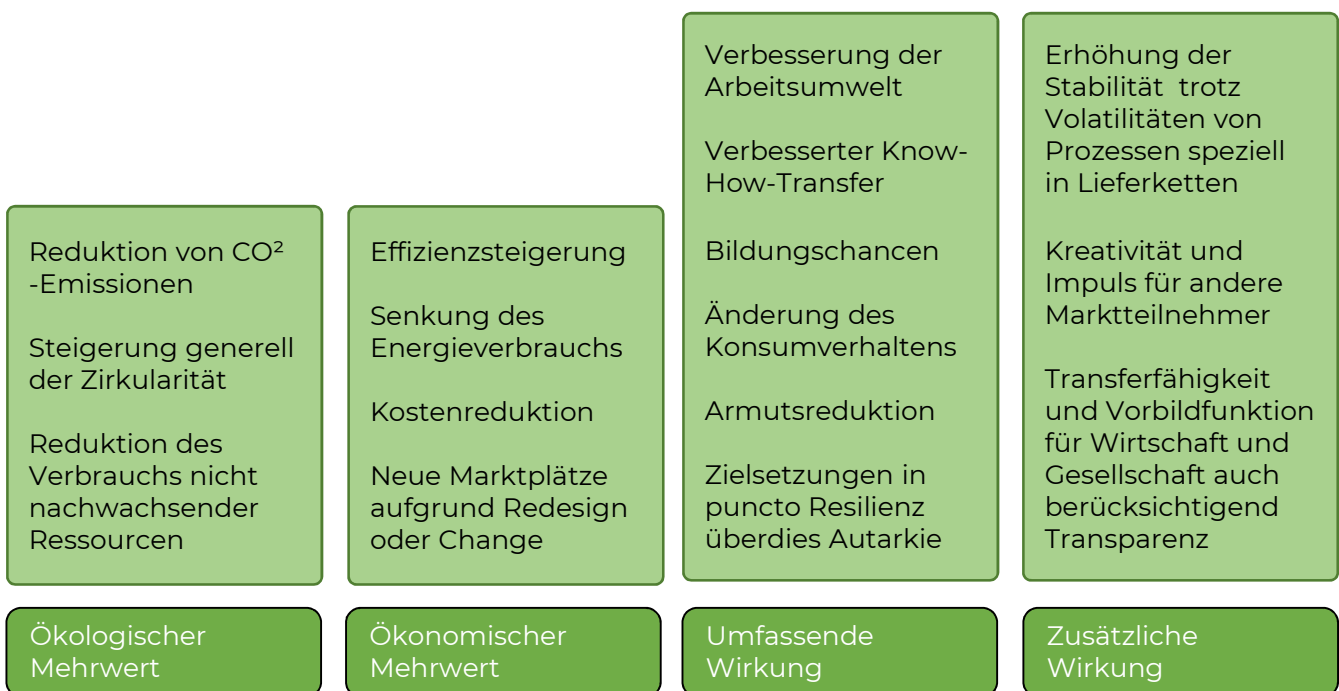 Reduktion von CO²
-Emissionen
Steigerung generell
der Zirkularität
Reduktion des
Verbrauchs nicht
nachwachsender
Ressourcen
Ökologischer
Mehrwert
Effizienzsteigerung
Senkung des
Energieverbrauchs
Kostenreduktion
Neue Marktplätze
aufgrund Redesign
oder Change
Ökonomischer
Mehrwert
Verbesserung der
Arbeitsumwelt
Verbesserter Know-
How-Transfer
Bildungschancen
Änderung des
Konsumverhaltens
Armutsreduktion
Zielsetzungen in
puncto Resilienz
überdies Autarkie
Umfassende
Wirkung
Erhöhung der
Stabilität trotz
Volatilitäten von
Prozessen speziell
in Lieferketten
Kreativität und
Impuls für andere
Marktteilnehmer
Transferfähigkeit
und Vorbildfunktion
für Wirtschaft und
Gesellschaft auch
berücksichtigend
Transparenz
Zusätzliche
Wirkung